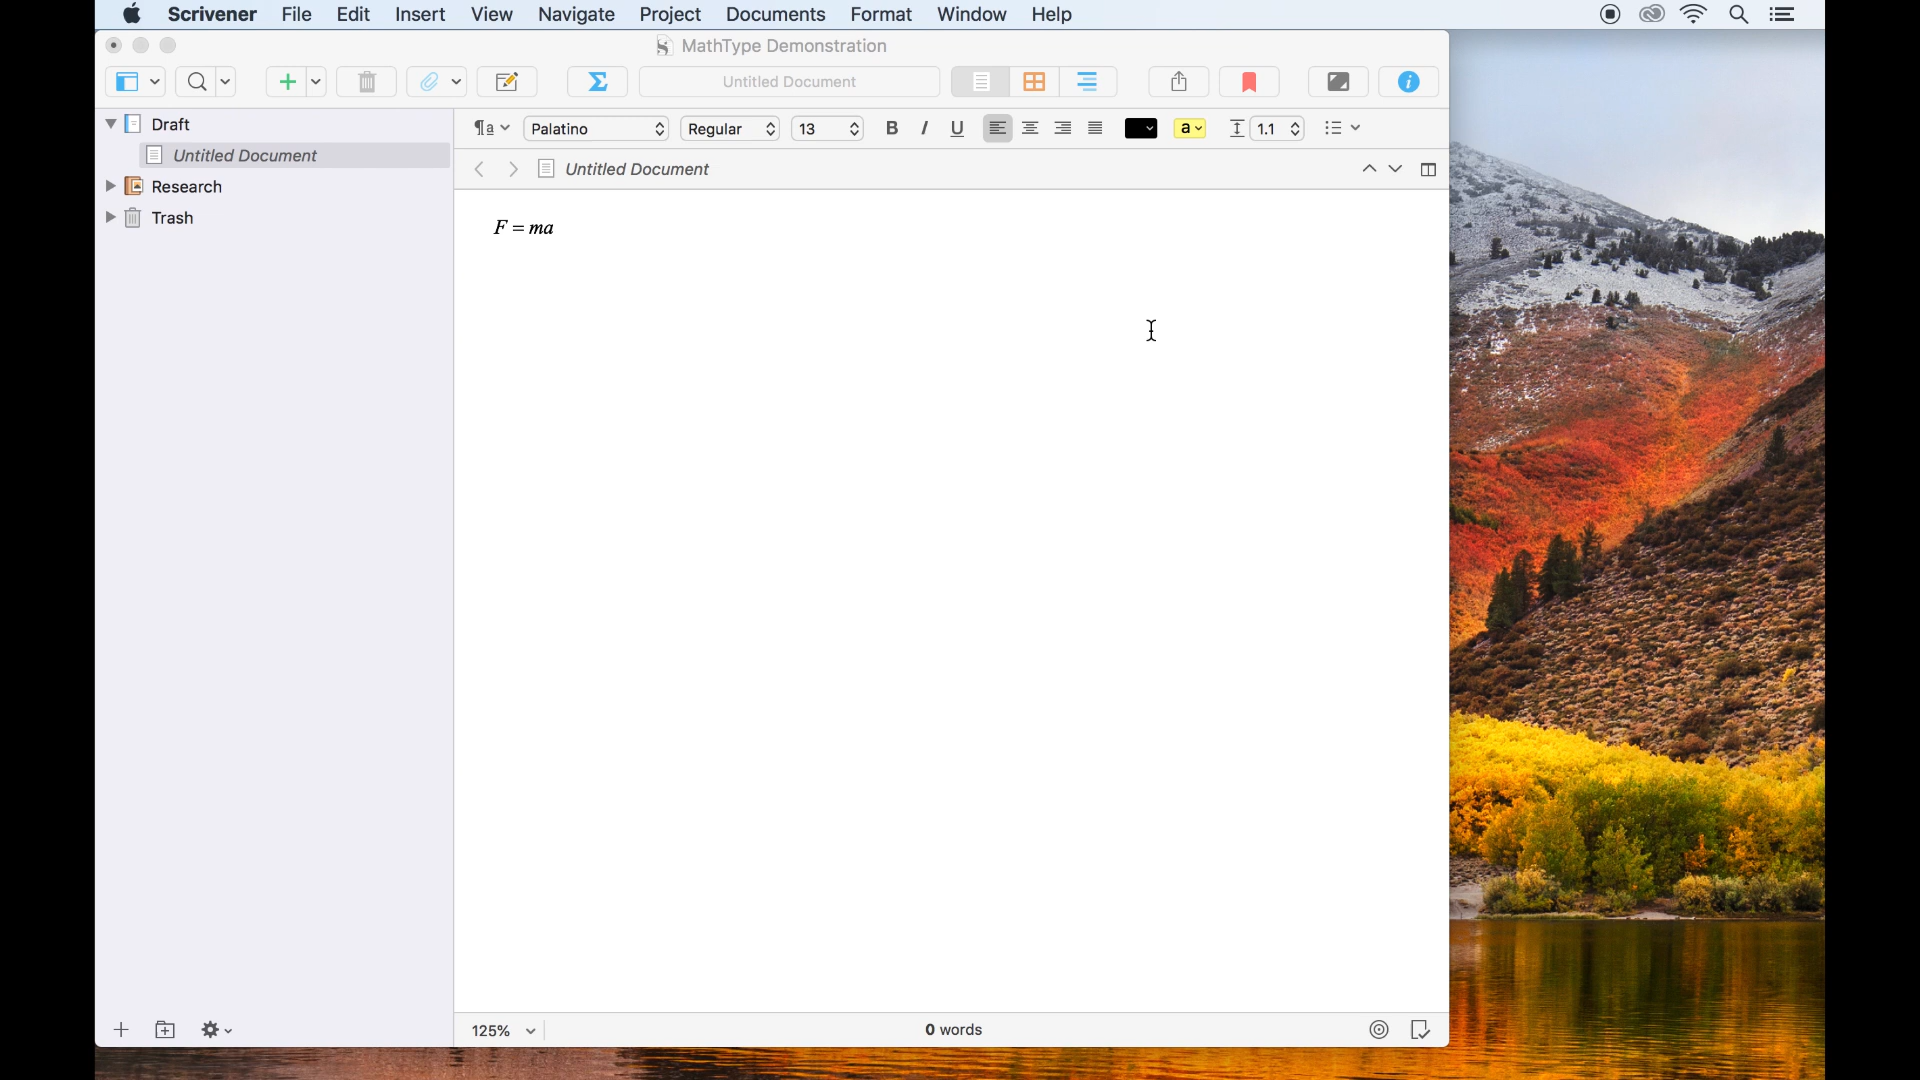 Scrivener File Edit Insert View Navigate Project Documents Format Window Help
MathType Demonstration
Untitled Document
Draft
Untitled Document
Research
Trash
¶a Palatino Regular 13 B I U a 1.1
Untitled Document
F = ma
125% 0 words